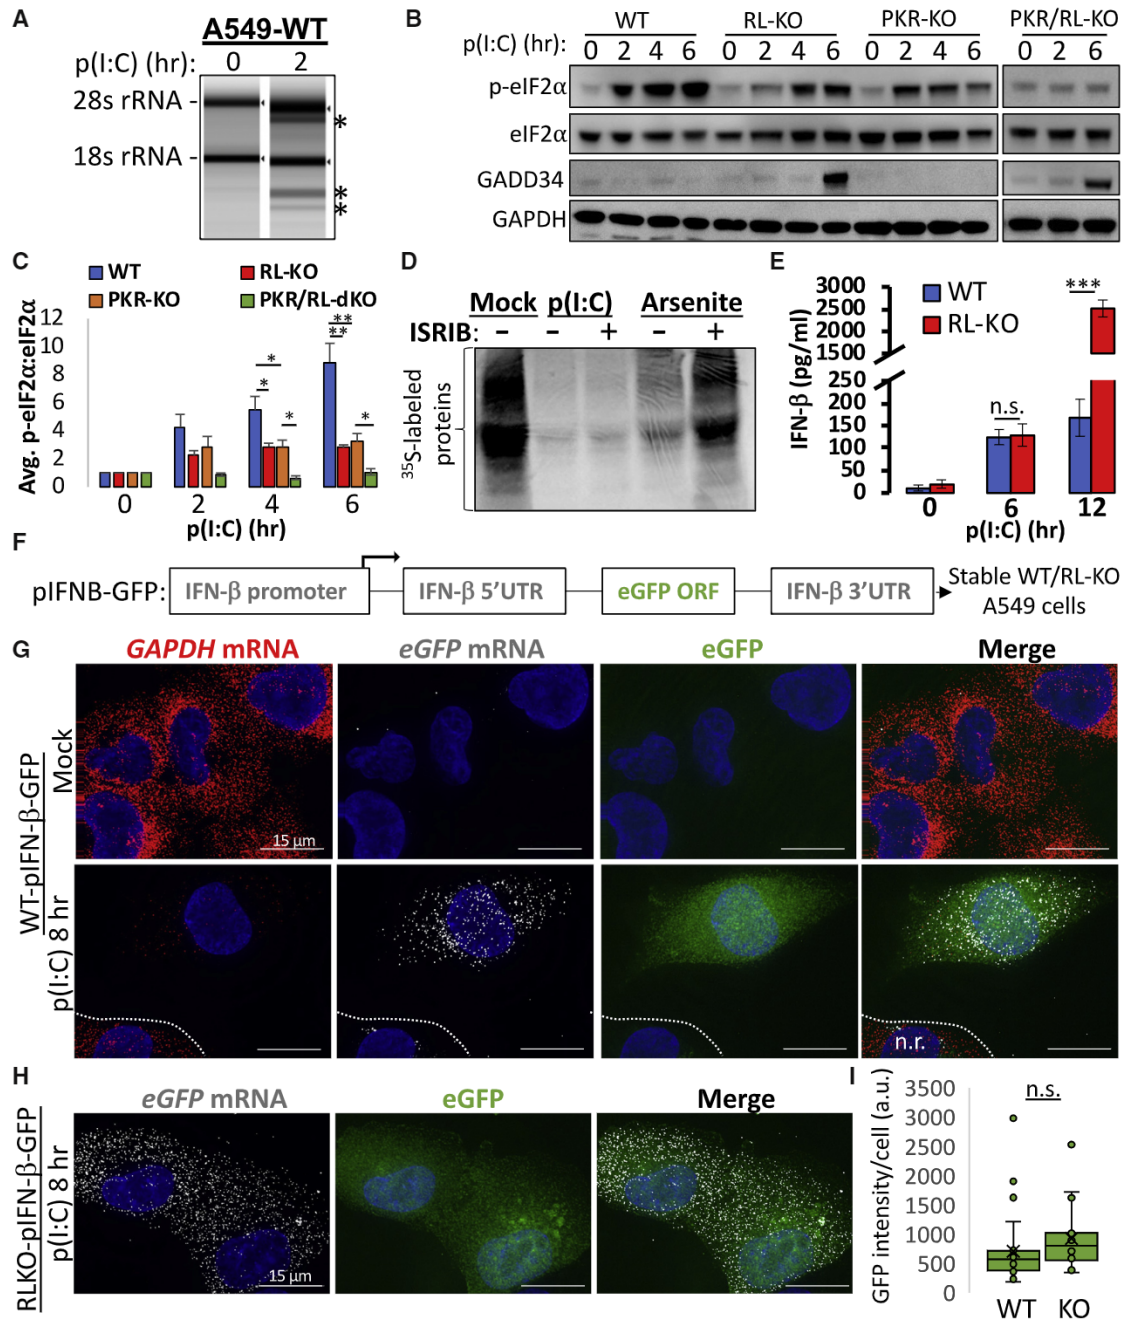 A
A549-WT
p(I:C) (hr): 0 2
28s rRNA -
*
18s rRNA -
*
*
B
WT RL-KO PKR-KO PKR/RL-KO
p(I:C) (hr): 0 2 4 6 0 2 4 6 0 2 4 6 0 2 6
p-eIF2α
eIF2α
GADD34
GAPDH
C
WT RL-KO
PKR-KO PKR/RL-dKO
Avg. p-eIF2α:eIF2α
12
10
8
6
4
2
0
* * * ** ** *
0 2 4 6
p(I:C) (hr)
D
Mock p(I:C) Arsenite
ISRIB: – – + – +
35S-labeled
proteins
E
WT
RL-KO
IFN-β (pg/ml)
3000
2500
2000
1500
250
200
150
100
50
0
n.s.
***
0 6 12
p(I:C) (hr)
F
pIFNB-GFP: IFN-β promoter IFN-β 5'UTR eGFP ORF IFN-β 3'UTR Stable WT/RL-KO
A549 cells
G
GAPDH mRNA eGFP mRNA eGFP Merge
WT-pIFN-β-GFP
Mock
15 µm
p(I:C) 8 hr
n.r.
H
eGFP mRNA eGFP Merge
RLKO-pIFN-β-GFP
p(I:C) 8 hr
15 µm
I
GFP intensity/cell (a.u.)
3500
3000
2500
2000
1500
1000
500
0
n.s.
WT KO